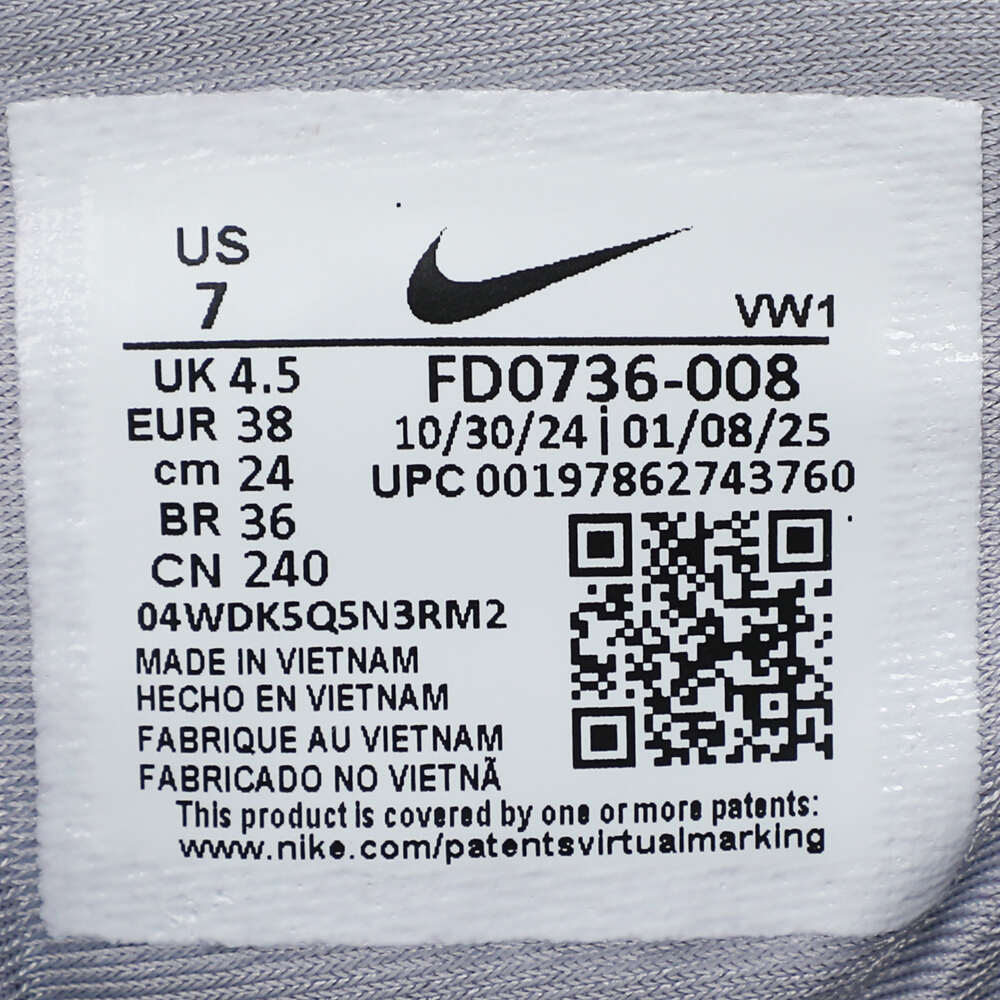 US
7
VW1
UK 4.5
EUR 38
cm 24
BR 36
CN 240
FD0736-008
10/30/24 | 01/08/25
UPC 00197862743760
04WDK5Q5N3RM2
MADE IN VIETNAM
HECHO EN VIETNAM
FABRIQUE AU VIETNAM
FABRICADO NO VIETNÃ
This product is covered by one or more patents:
www.nike.com/patentsvirtualmarking